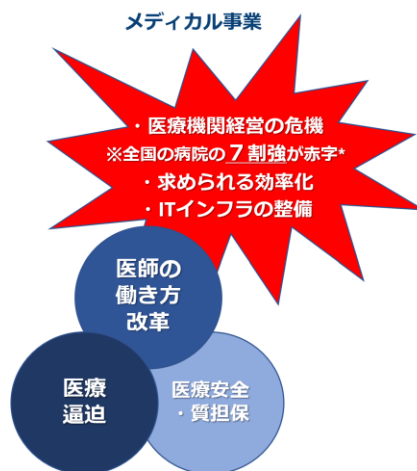 メディカル事業
・医療機関経営の危機
※全国の病院の７割強が赤字*
・求められる効率化
・ITインフラの整備
医師の
働き方
改革
医療
逼迫
医療安全
・質担保